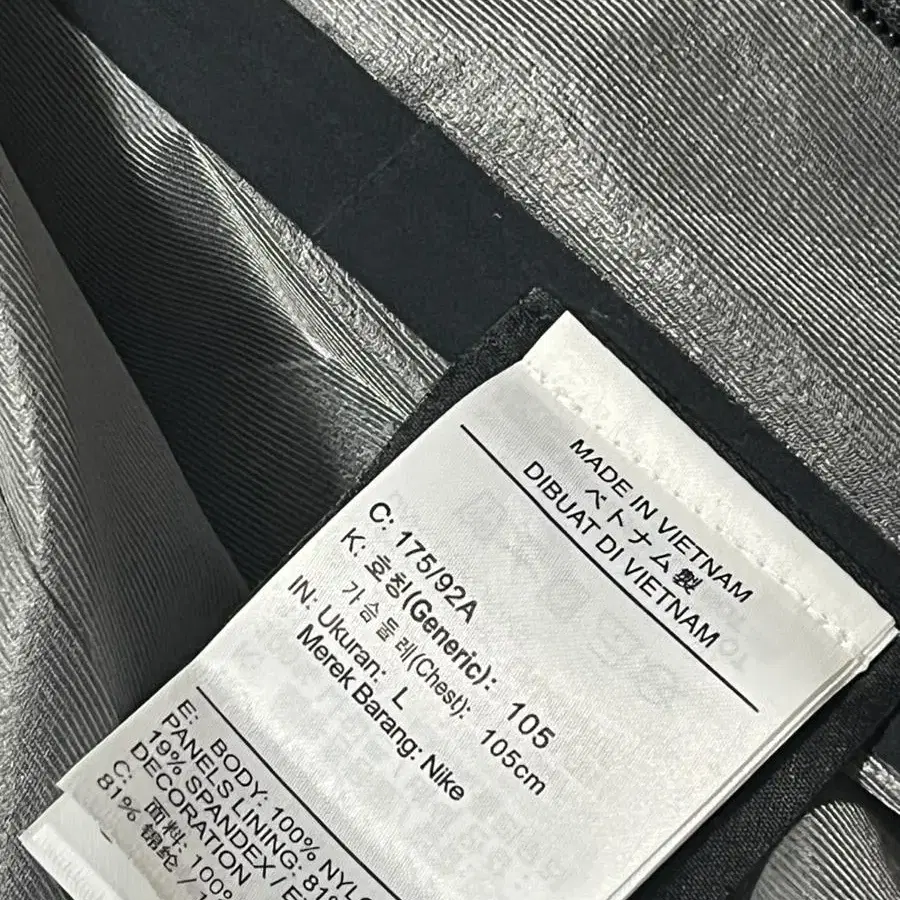 MADE IN VIETNAM
ベトナム製
DIBUAT DI VIETNAM
C: 175/92A
K: 호칭(Generic): 105
가슴둘레(Chest): 105cm
IN: Ukuran: L
Merek Barang: Nike
E: BODY: 100% NYL
PANELS LINING: 81%
19% SPANDEX / E
DECORATION
C: 面料: 100%
81% 锦纶 /